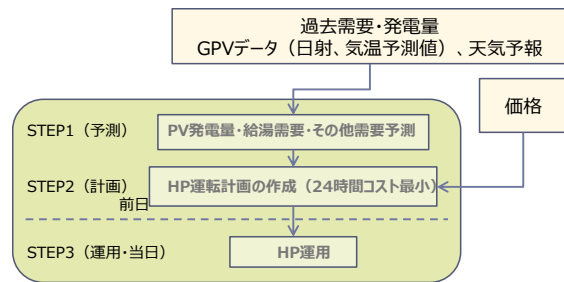 過去需要・発電量
GPVデータ（日射、気温予測値）、天気予報
価格
STEP1（予測）
PV発電量・給湯需要・その他需要予測
STEP2（計画）
前日
HP運転計画の作成（24時間コスト最小）
STEP3（運用・当日）
HP運用